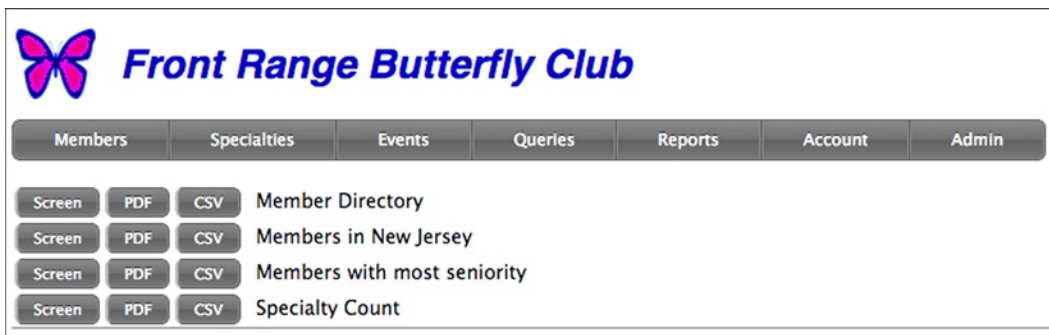 Front Range Butterfly Club
Members Specialties Events Queries Reports Account Admin
Screen PDF CSV Member Directory
Screen PDF CSV Members in New Jersey
Screen PDF CSV Members with most seniority
Screen PDF CSV Specialty Count